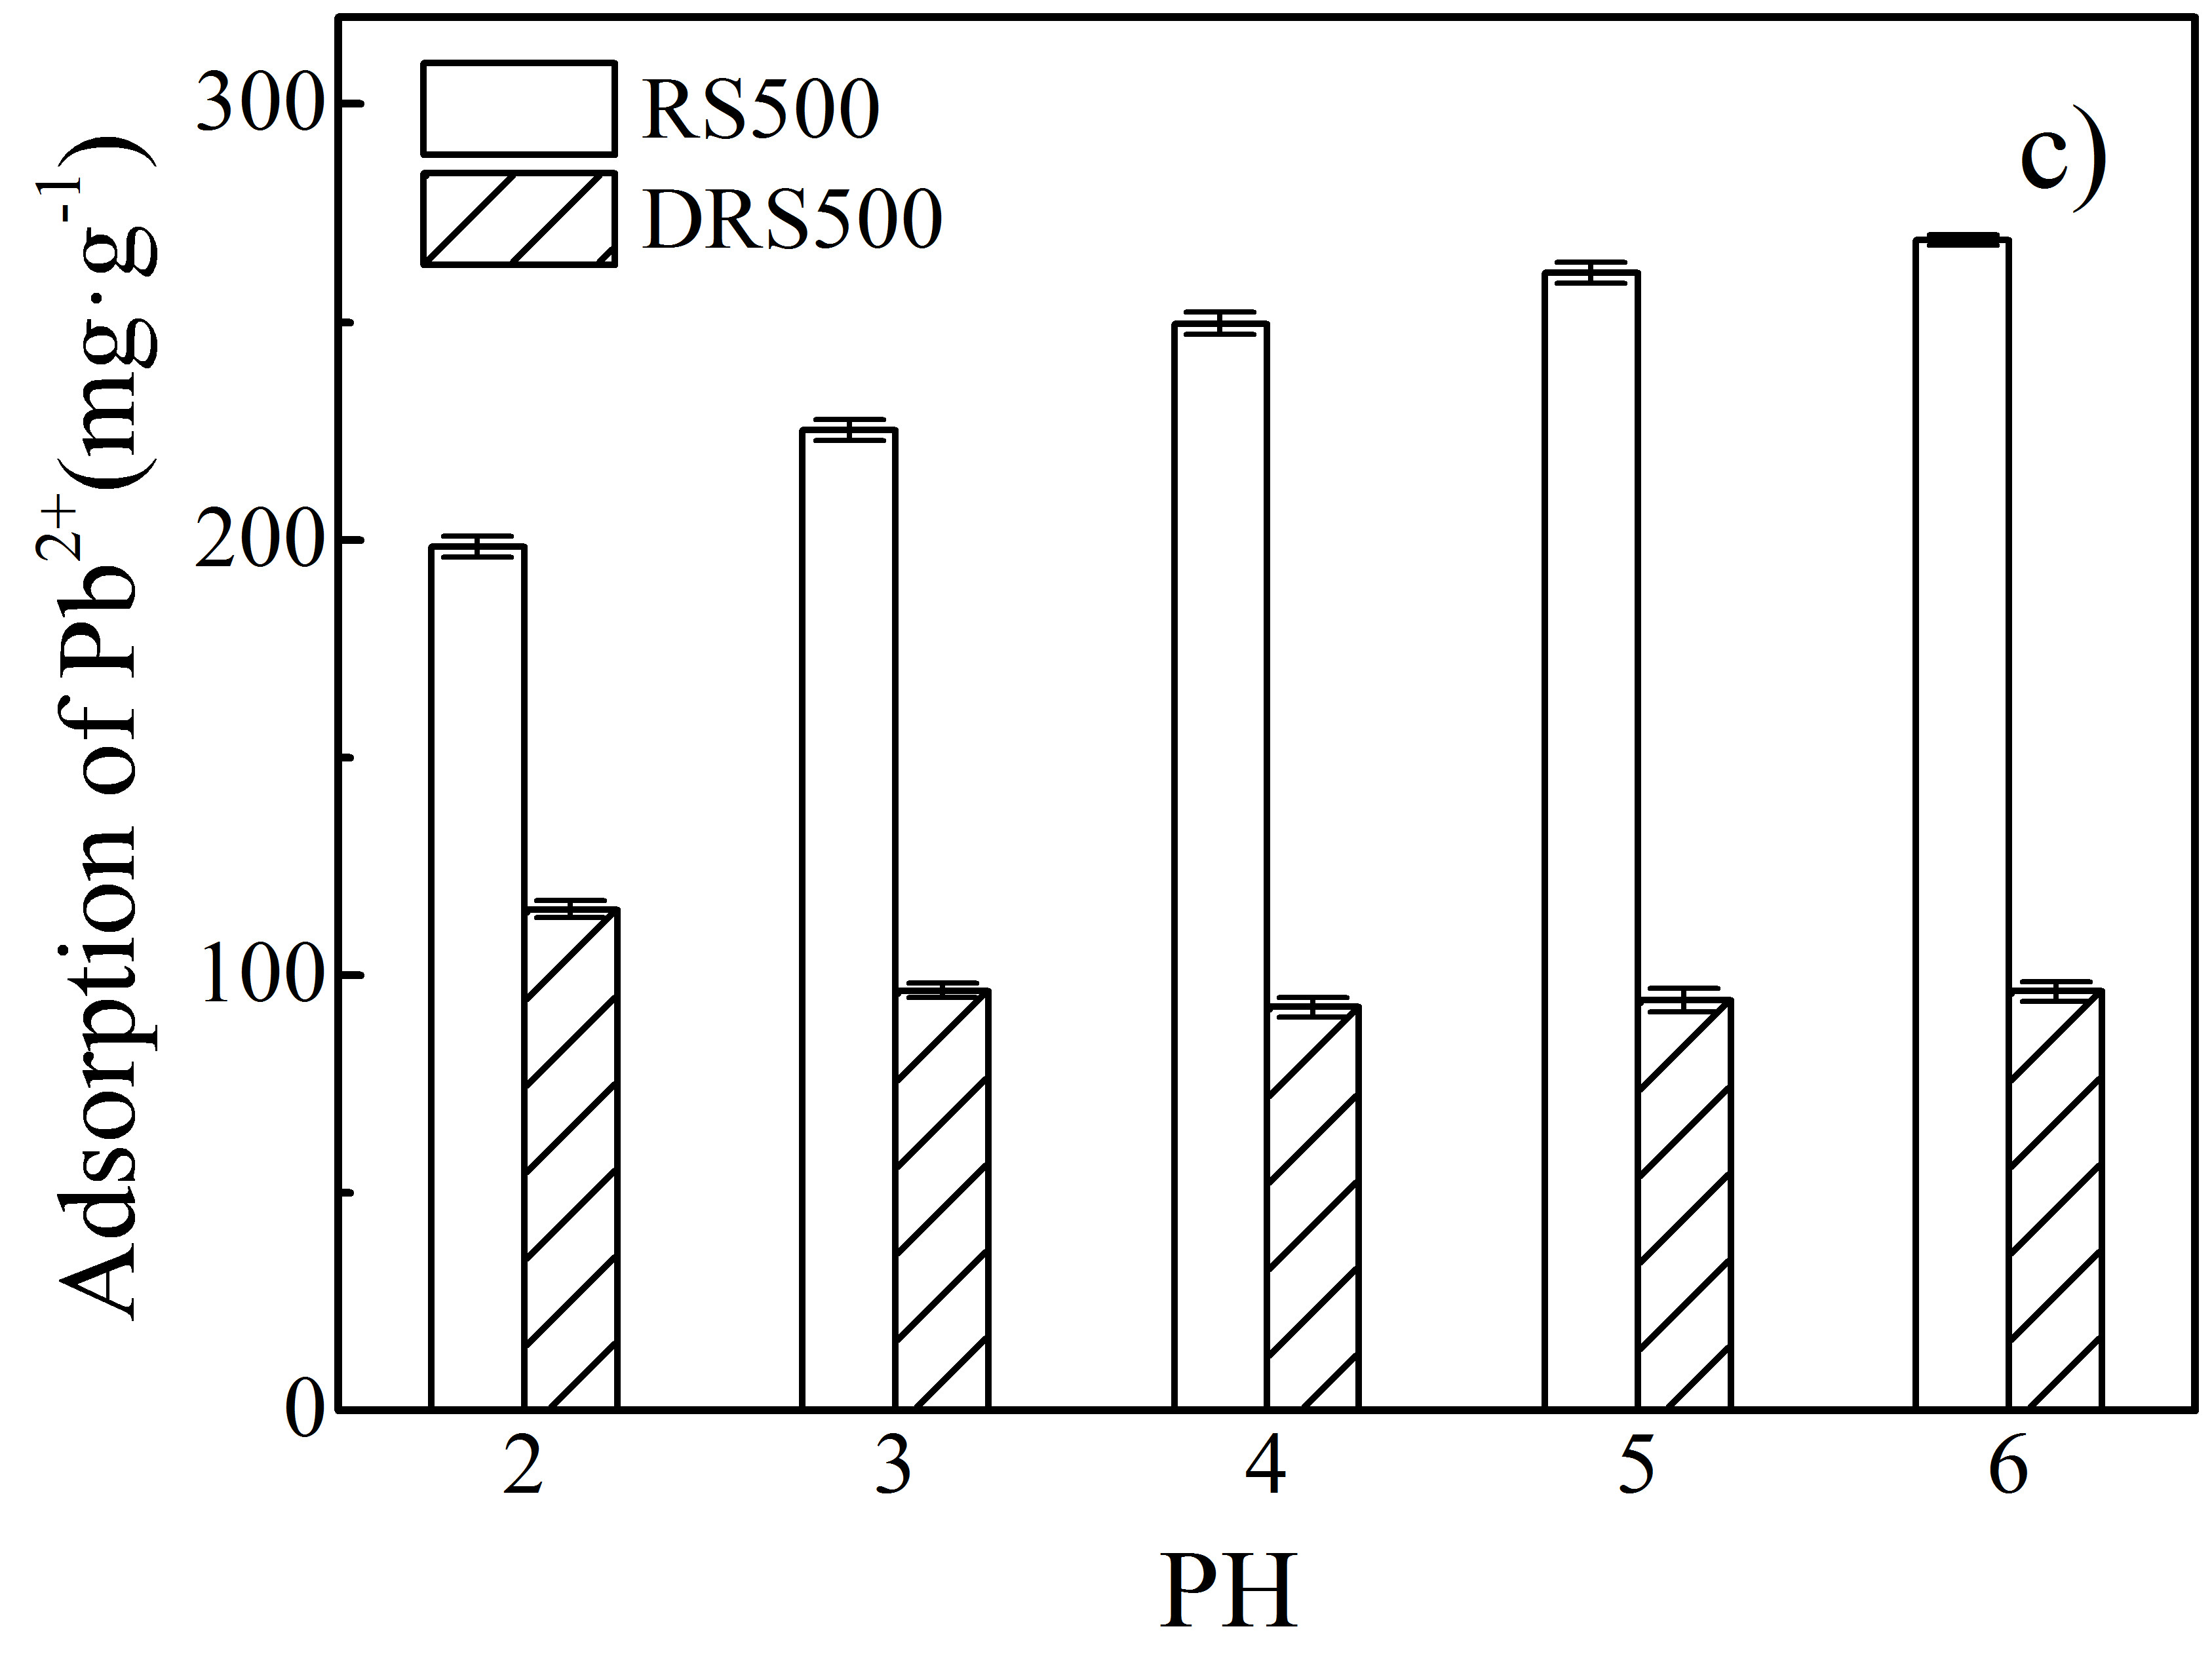 RS500
DRS500
c)
300
200
100
0
Adsorption of Pb²⁺(mg·g⁻¹)
2 3 4 5 6
PH